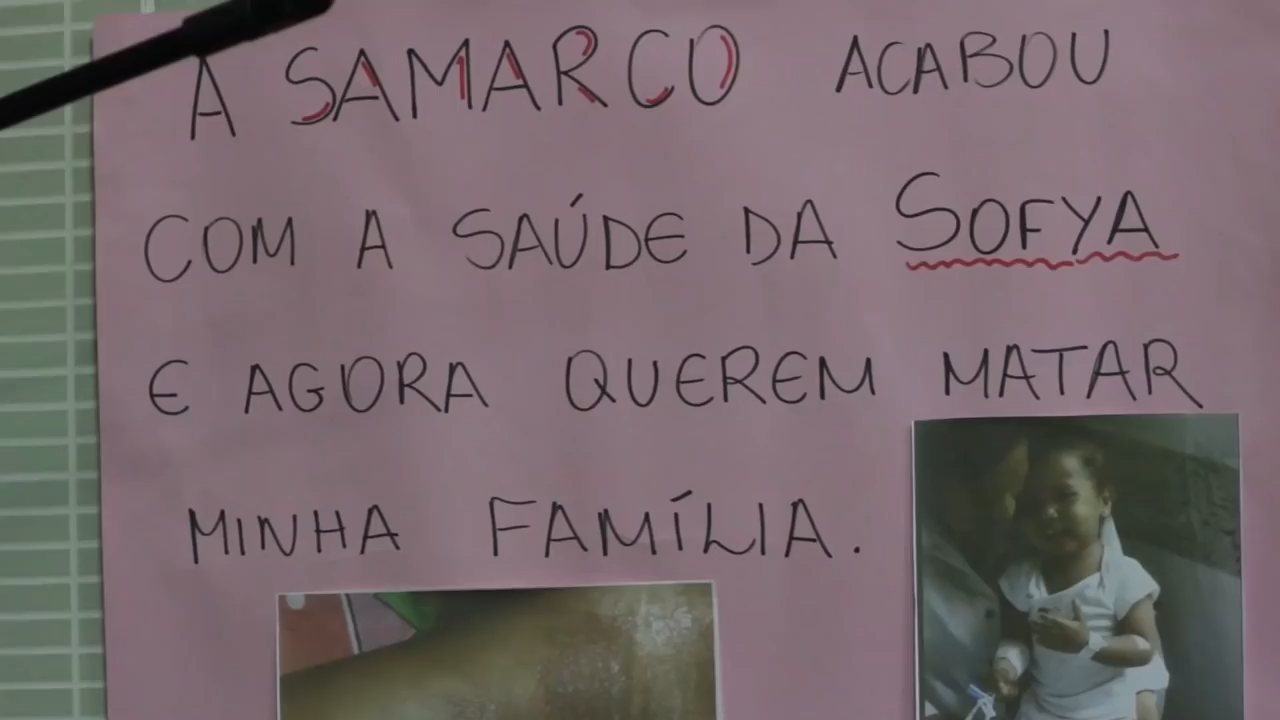 A SAMARCO ACABOU
COM A SAÚDE DA SOFYA
E AGORA QUEREM MATAR
MINHA FAMÍLIA.